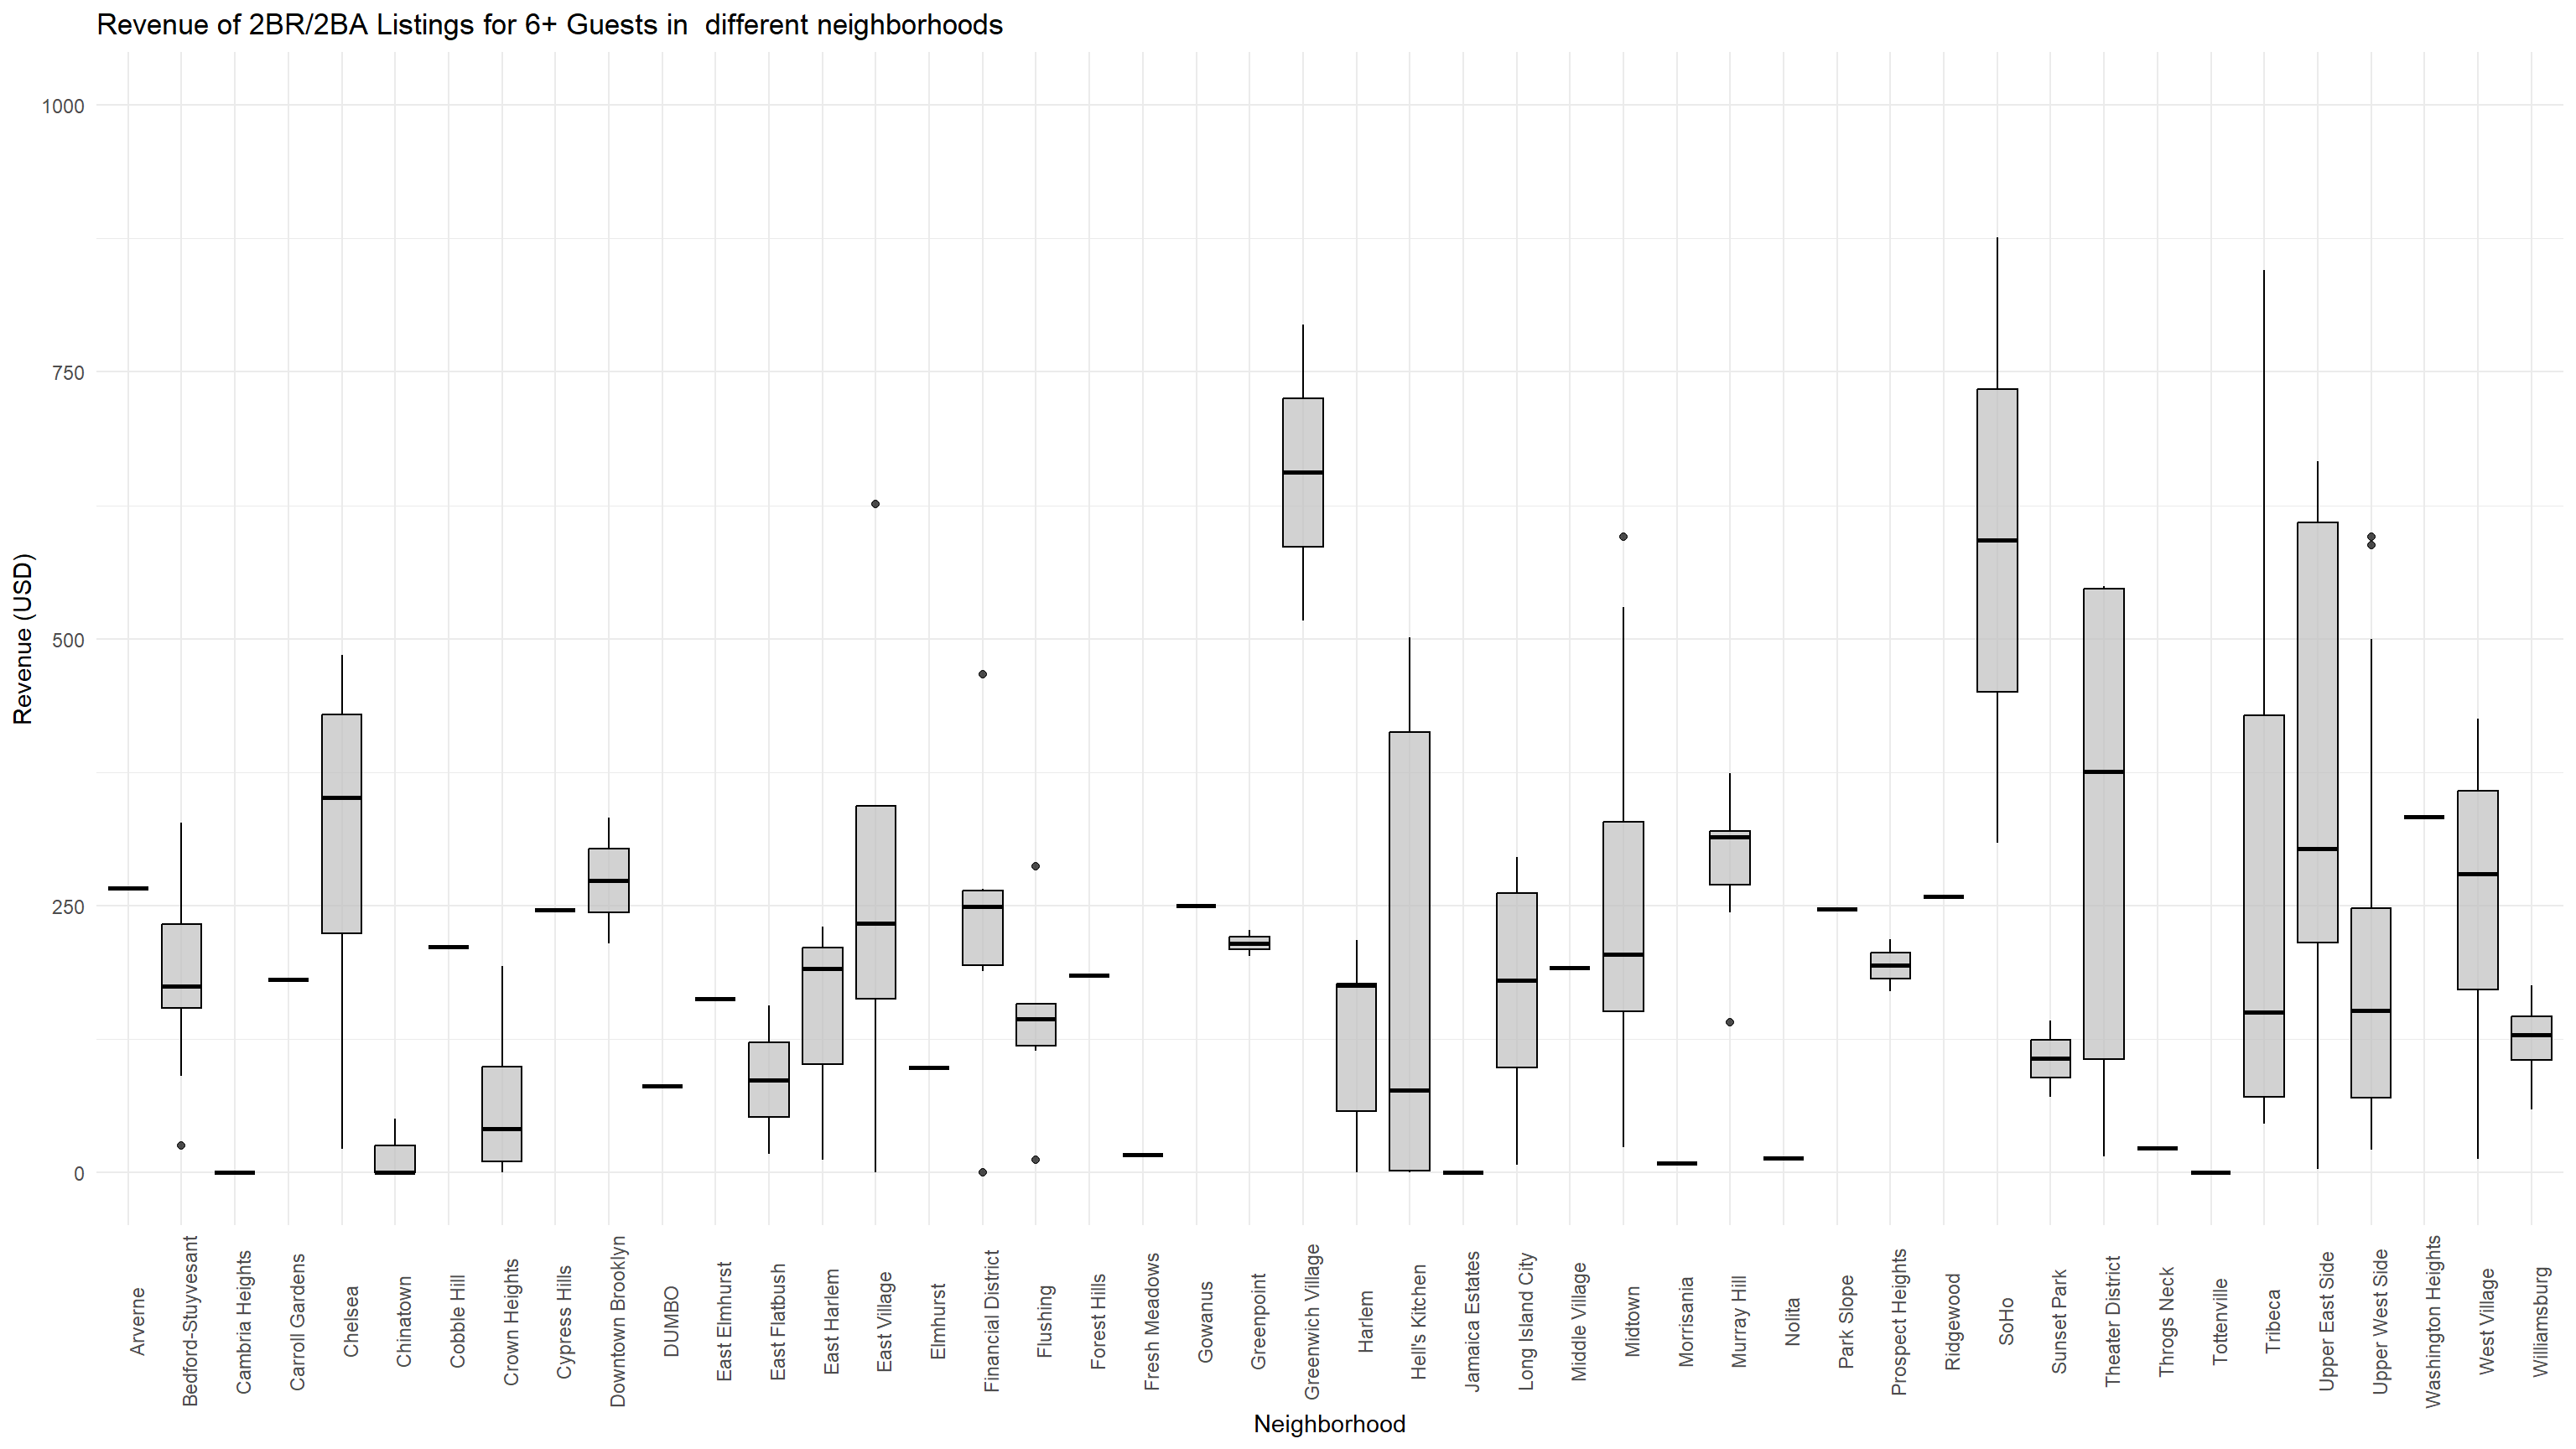 Revenue of 2BR/2BA Listings for 6+ Guests in  different neighborhoods
Revenue (USD)
1000
750
500
250
0
Arverne
Bedford-Stuyvesant
Cambria Heights
Carroll Gardens
Chelsea
Chinatown
Cobble Hill
Crown Heights
Cypress Hills
Downtown Brooklyn
DUMBO
East Elmhurst
East Flatbush
East Harlem
East Village
Elmhurst
Financial District
Flushing
Forest Hills
Fresh Meadows
Gowanus
Greenpoint
Greenwich Village
Harlem
Hell's Kitchen
Jamaica Estates
Long Island City
Middle Village
Midtown
Morrisania
Murray Hill
Nolita
Park Slope
Prospect Heights
Ridgewood
SoHo
Sunset Park
Theater District
Throgs Neck
Tottenville
Tribeca
Upper East Side
Upper West Side
Washington Heights
West Village
Williamsburg
Neighborhood